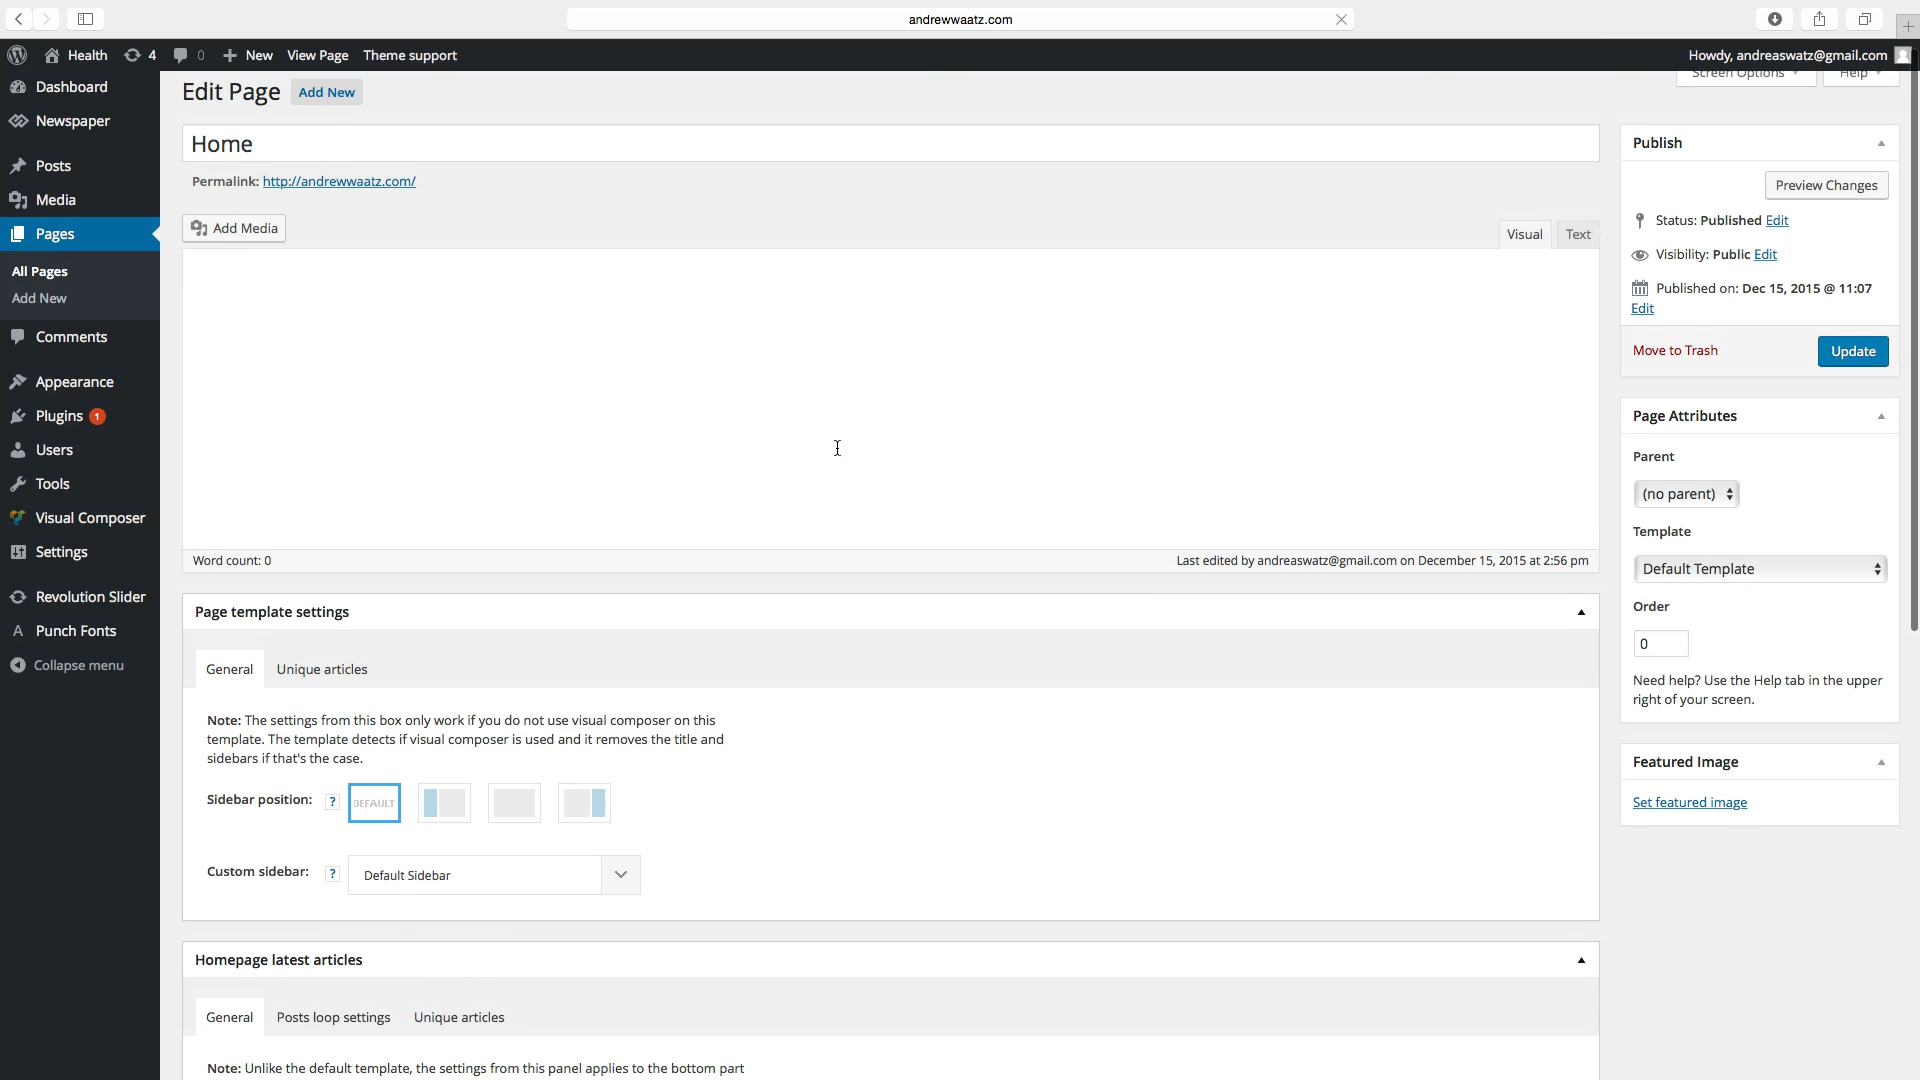 andrewwaatz.com
Health
4
0
New
View Page
Theme support
Howdy, andreaswatz@gmail.com
Dashboard
Newspaper
Posts
Media
Pages
All Pages
Add New
Comments
Appearance
Plugins 1
Users
Tools
Visual Composer
Settings
Revolution Slider
A Punch Fonts
Collapse menu
Screen Options
Help
Edit Page
Add New
Home
Permalink: http://andrewwaatz.com/
Add Media
Visual
Text
Word count: 0
Last edited by andreaswatz@gmail.com on December 15, 2015 at 2:56 pm
Page template settings
General
Unique articles
Note: The settings from this box only work if you do not use visual composer on this
template. The template detects if visual composer is used and it removes the title and
sidebars if that's the case.
Sidebar position:
?
DEFAULT
Custom sidebar:
?
Default Sidebar
Homepage latest articles
General
Posts loop settings
Unique articles
Note: Unlike the default template, the settings from this panel applies to the bottom part
Publish
Preview Changes
Status: Published Edit
Visibility: Public Edit
Published on: Dec 15, 2015 @ 11:07
Edit
Move to Trash
Update
Page Attributes
Parent
(no parent)
Template
Default Template
Order
0
Need help? Use the Help tab in the upper
right of your screen.
Featured Image
Set featured image